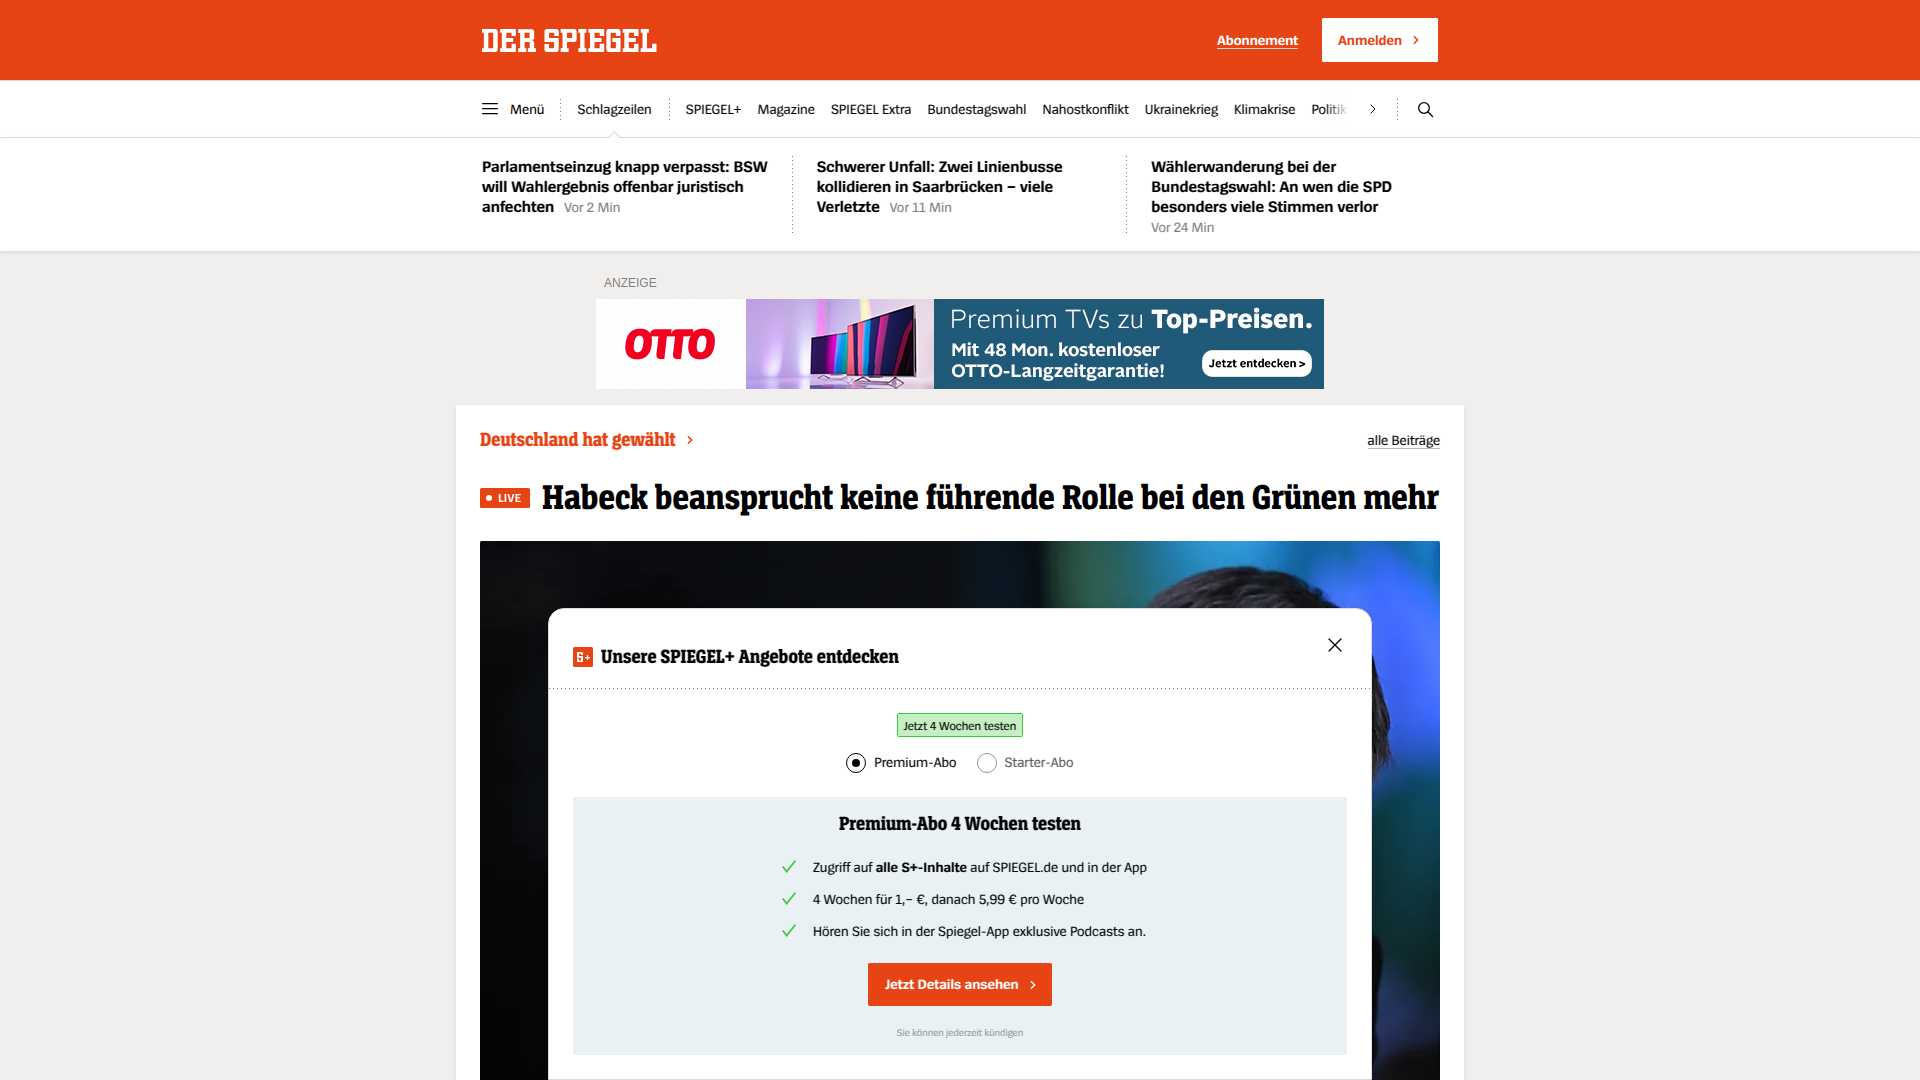 DER SPIEGEL
Abonnement
Anmelden
Menü
Schlagzeilen
SPIEGEL+
Magazine
SPIEGEL Extra
Bundestagswahl
Nahostkonflikt
Ukrainekrieg
Klimakrise
Politik
Parlamentseinzug knapp verpasst: BSW
will Wahlergebnis offenbar juristisch
anfechten Vor 2 Min
Schwerer Unfall: Zwei Linienbusse
kollidieren in Saarbrücken – viele
Verletzte Vor 11 Min
Wählerwanderung bei der
Bundestagswahl: An wen die SPD
besonders viele Stimmen verlor
Vor 24 Min
ANZEIGE
OTTO
Premium TVs zu Top-Preisen.
Mit 48 Mon. kostenloser
OTTO-Langzeitgarantie!
Jetzt entdecken >
Deutschland hat gewählt
alle Beiträge
LIVE Habeck beansprucht keine führende Rolle bei den Grünen mehr
S+ Unsere SPIEGEL+ Angebote entdecken
Jetzt 4 Wochen testen
Premium-Abo
Starter-Abo
Premium-Abo 4 Wochen testen
Zugriff auf alle S+-Inhalte auf SPIEGEL.de und in der App
4 Wochen für 1,– €, danach 5,99 € pro Woche
Hören Sie sich in der Spiegel-App exklusive Podcasts an.
Jetzt Details ansehen
Sie können jederzeit kündigen